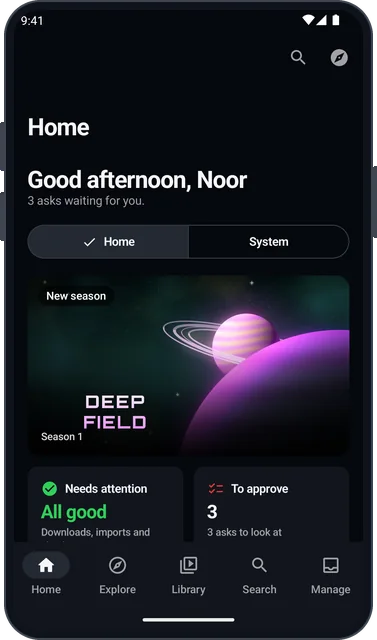 9:41
Home
Good afternoon, Noor
3 asks waiting for you.
Home
System
New season
DEEP
FIELD
Season 1
Needs attention
All good
Downloads, imports and
To approve
3
3 asks to look at
Home
Explore
Library
Search
Manage